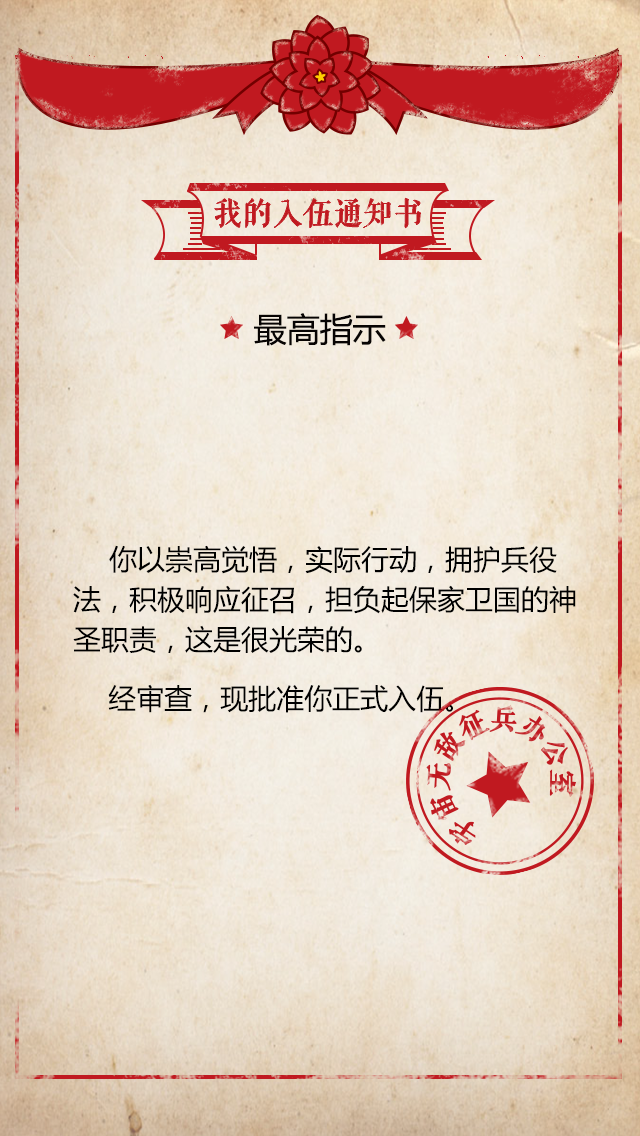 我的入伍通知书
最高指示
你以崇高觉悟，实际行动，拥护兵役
法，积极响应征召，担负起保家卫国的神
圣职责，这是很光荣的。
经审查，现批准你正式入伍。
宇宙无敌征兵办公室